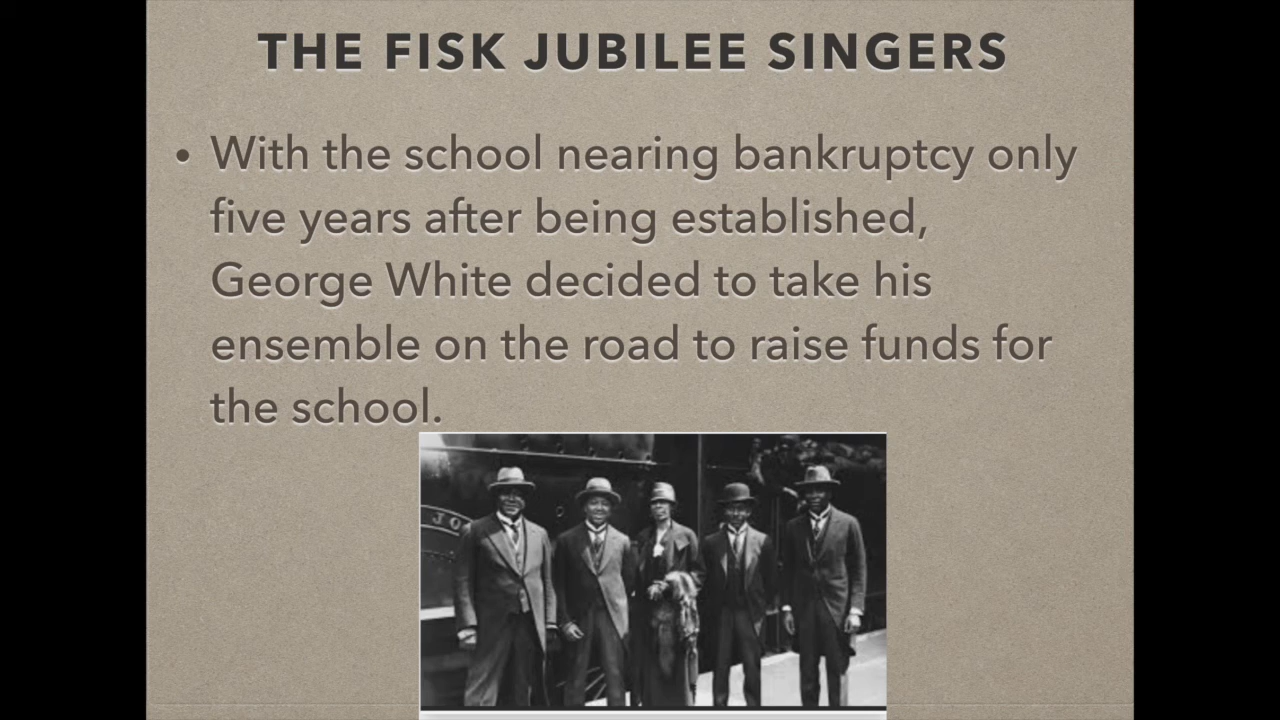 THE FISK JUBILEE SINGERS
• With the school nearing bankruptcy only
five years after being established,
George White decided to take his
ensemble on the road to raise funds for
the school.
JO